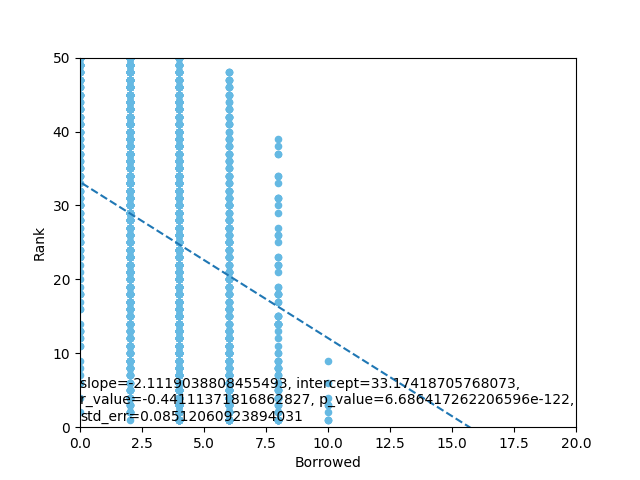 50
40
30
20
10
0
Rank
slope=-2.1119038808455493, intercept=33.17418705768073,
r_value=-0.44111371816862827, p_value=6.686417262206596e-122,
std_err=0.08512060923894031
0.0 2.5 5.0 7.5 10.0 12.5 15.0 17.5 20.0
Borrowed